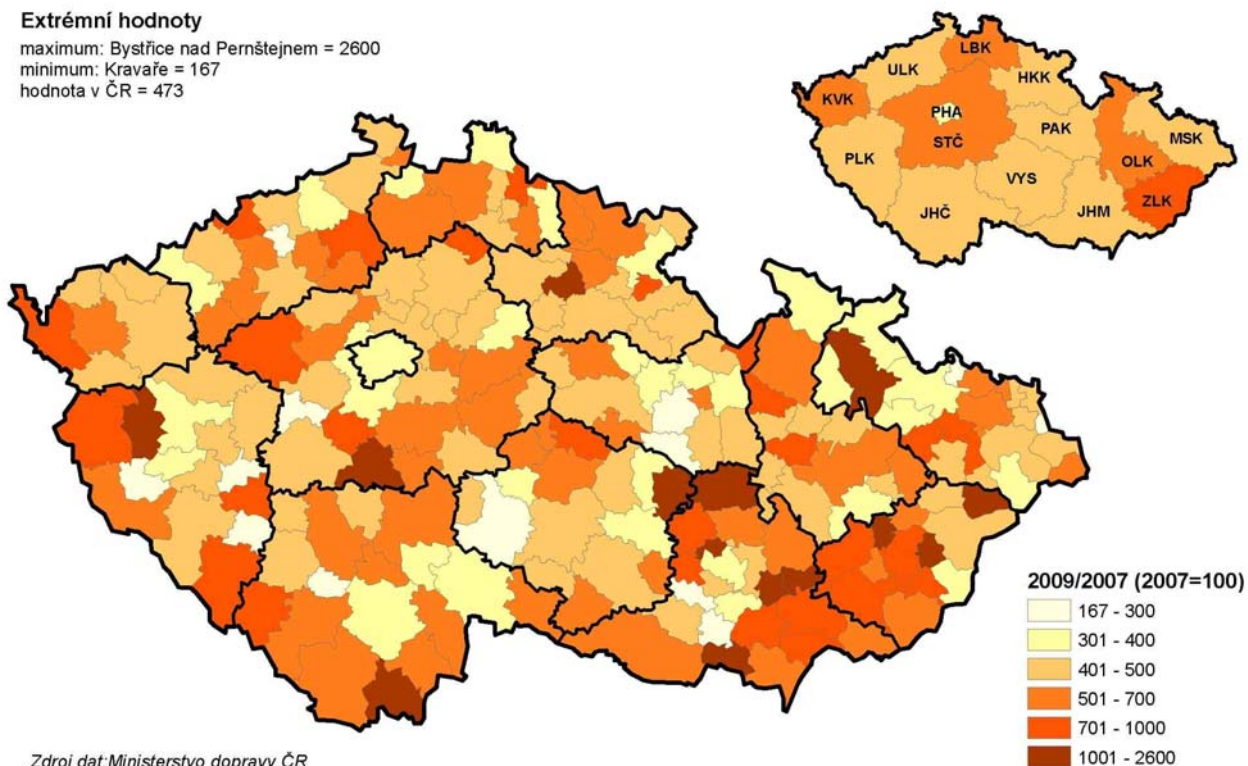 Extrémní hodnoty
maximum: Bystřice nad Pernštejnem = 2600
minimum: Kravaře = 167
hodnota v ČR = 473
LBK
ULK
HKK
KVK
PHA
STČ
PAK
MSK
PLK
OLK
VYS
ZLK
JHČ
JHM
2009/2007 (2007=100)
167 - 300
301 - 400
401 - 500
501 - 700
701 - 1000
1001 - 2600
Zdroj dat:Ministerstvo dopravy ČR